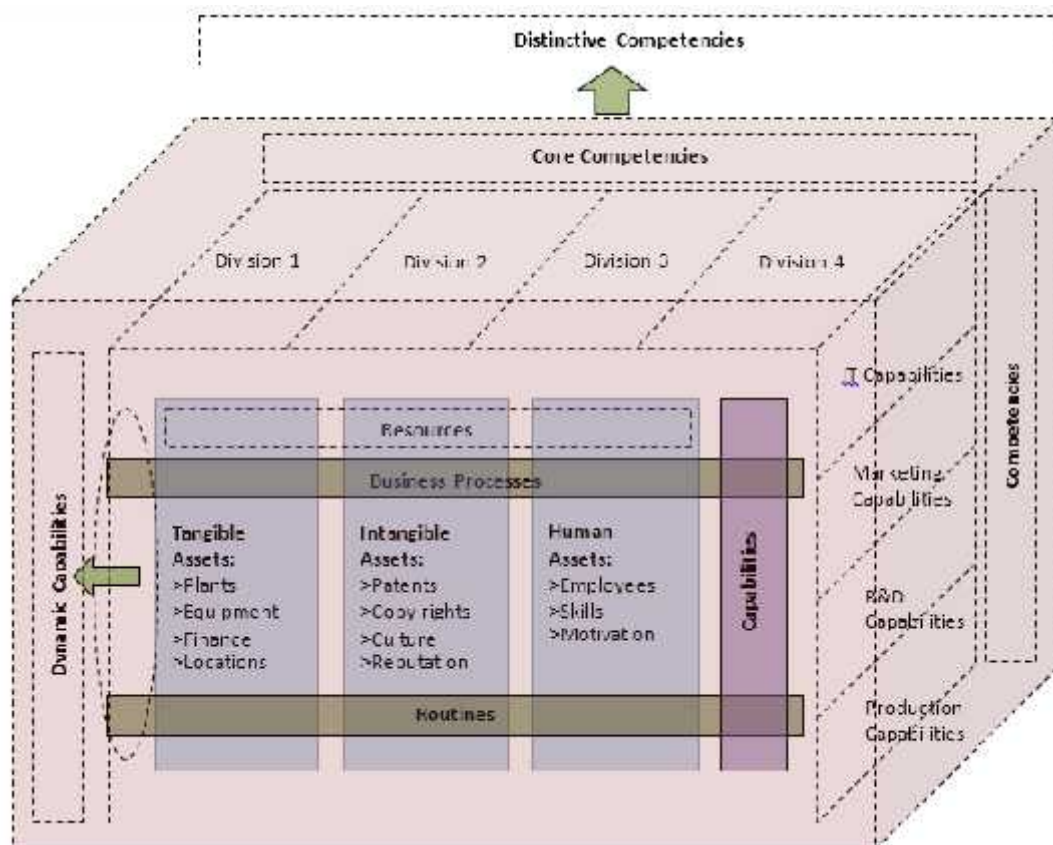 Distinctive Competencies
Core Competencies
Division 1
Division 2
Division 3
Division 4
IT Capabilities
Marketing
Capabilities
R&D
Capabilities
Production
Capabilities
Competencies
Dynamic Capabilities
Resources
Business Processes
Tangible
Assets:
>Plants
>Equipment
>Finance
>Locations
Intangible
Assets:
>Patents
>Copy rights
>Culture
>Reputation
Human
Assets:
>Employees
>Skills
>Motivation
Capabilities
Routines